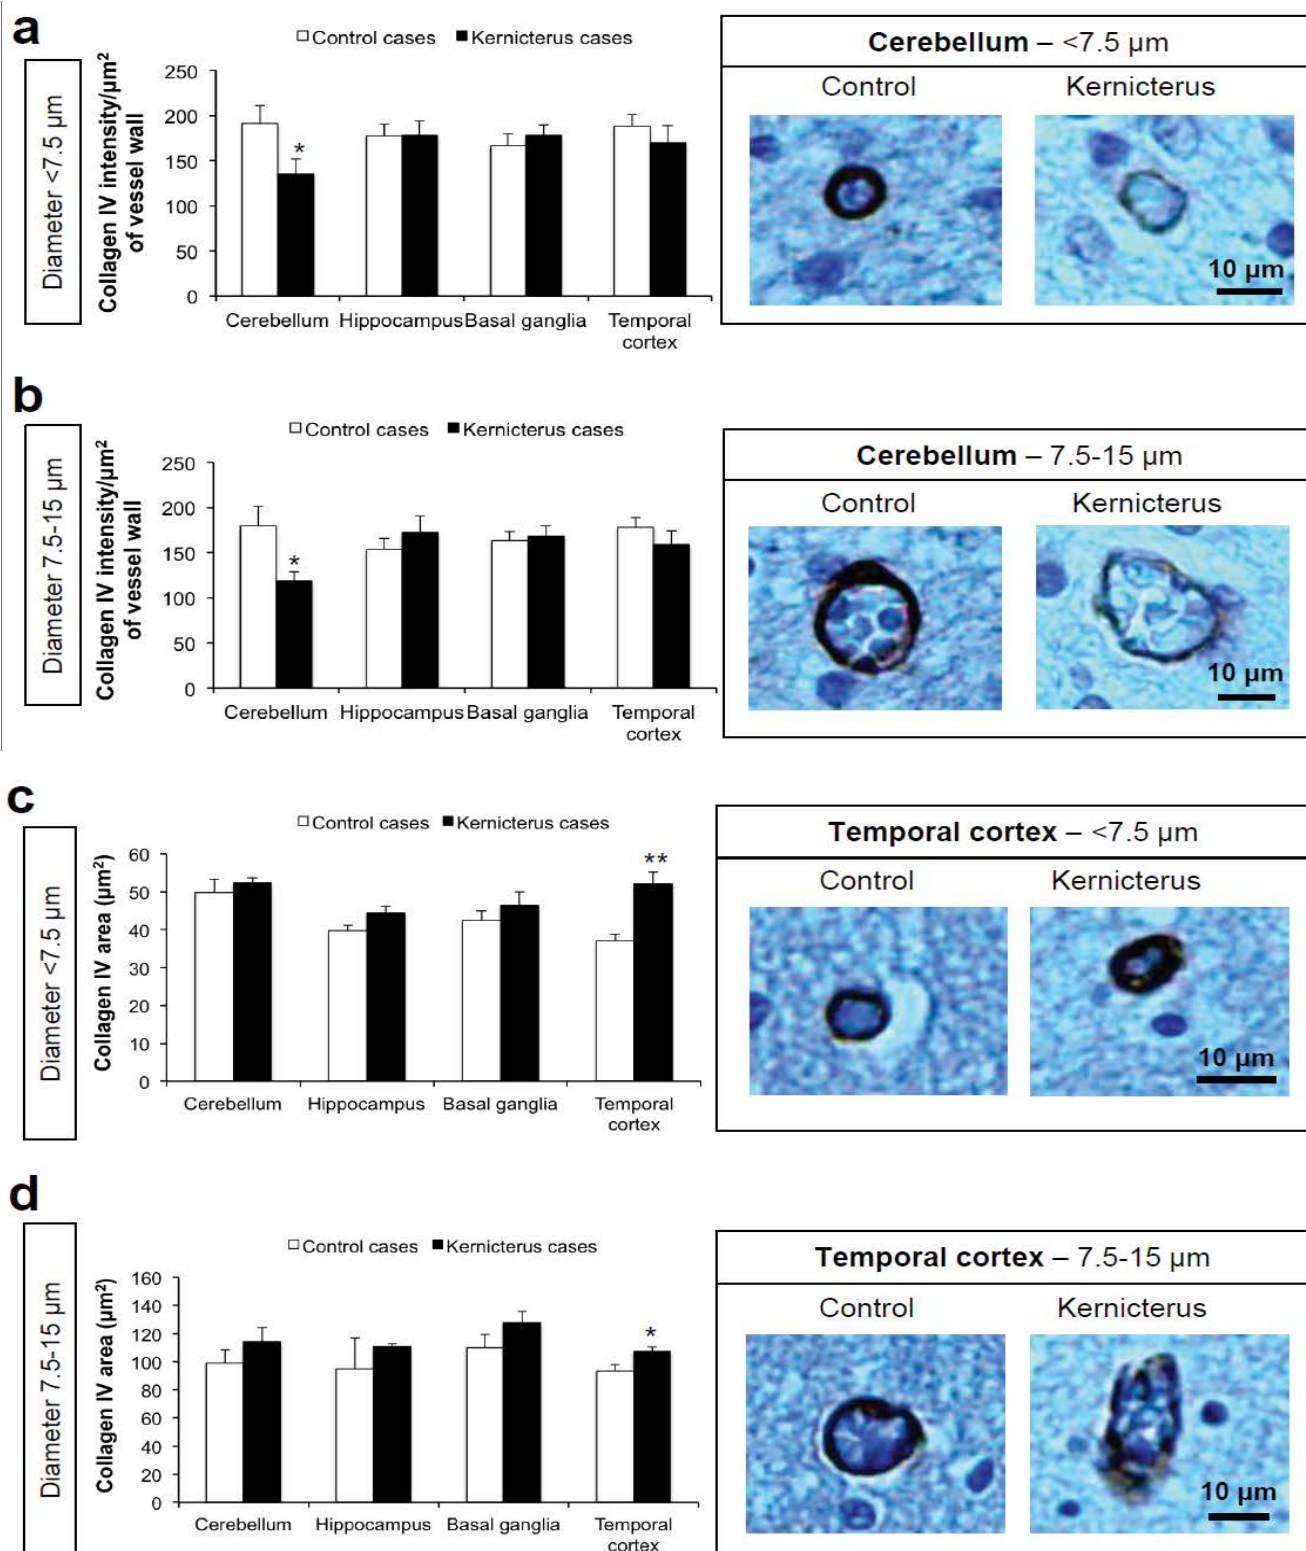 a
Diameter <7.5 µm
Control cases Kernicterus cases
Collagen IV intensity/µm²
of vessel wall
250
200
150
100
50
0
*
Cerebellum Hippocampus Basal ganglia Temporal
cortex
Cerebellum – <7.5 µm
Control Kernicterus
10 µm
b
Diameter 7.5-15 µm
Control cases Kernicterus cases
Collagen IV intensity/µm²
of vessel wall
250
200
150
100
50
0
*
Cerebellum Hippocampus Basal ganglia Temporal
cortex
Cerebellum – 7.5-15 µm
Control Kernicterus
10 µm
c
Diameter <7.5 µm
Control cases Kernicterus cases
Collagen IV area (µm²)
60
50
40
30
20
10
0
**
Cerebellum Hippocampus Basal ganglia Temporal
cortex
Temporal cortex – <7.5 µm
Control Kernicterus
10 µm
d
Diameter 7.5-15 µm
Control cases Kernicterus cases
Collagen IV area (µm²)
160
140
120
100
80
60
40
20
0
*
Cerebellum Hippocampus Basal ganglia Temporal
cortex
Temporal cortex – 7.5-15 µm
Control Kernicterus
10 µm